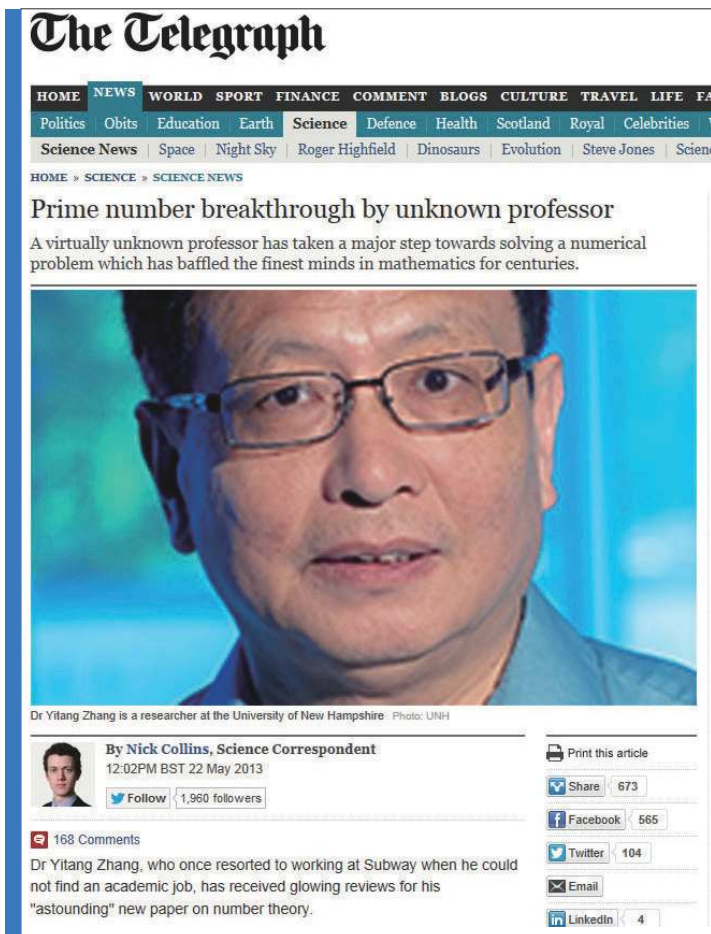 The Telegraph
HOME NEWS WORLD SPORT FINANCE COMMENT BLOGS CULTURE TRAVEL LIFE FA
Politics Obits Education Earth Science Defence Health Scotland Royal Celebrities
Science News Space Night Sky Roger Highfield Dinosaurs Evolution Steve Jones Scien
HOME » SCIENCE » SCIENCE NEWS
Prime number breakthrough by unknown professor
A virtually unknown professor has taken a major step towards solving a numerical
problem which has baffled the finest minds in mathematics for centuries.
Dr Yitang Zhang is a researcher at the University of New Hampshire Photo: UNH
By Nick Collins, Science Correspondent
12:02PM BST 22 May 2013
Follow 1,960 followers
168 Comments
Dr Yitang Zhang, who once resorted to working at Subway when he could
not find an academic job, has received glowing reviews for his
"astounding" new paper on number theory.
Print this article
Share 673
Facebook 565
Twitter 104
Email
LinkedIn 4